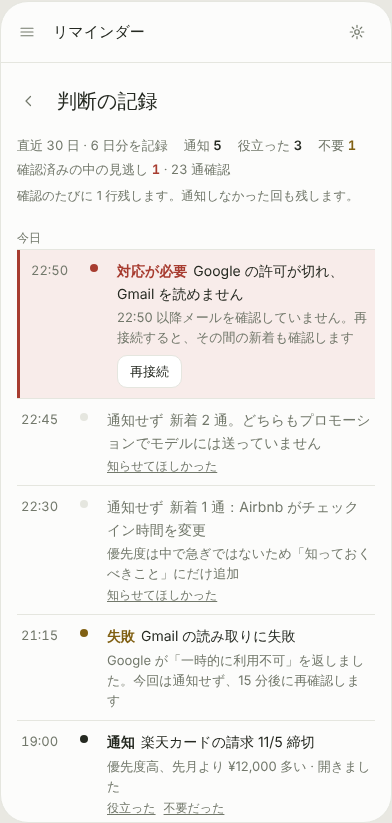 リマインダー
判断の記録
直近 30 日 · 6 日分を記録 通知 5 役立った 3 不要 1
確認済みの中の見逃し 1 · 23 通確認
確認のたびに 1 行残します。通知しなかった回も残します。
今日
22:50 対応が必要 Google の許可が切れ、
Gmail を読めません
22:50 以降メールを確認していません。再
接続すると、その間の新着も確認します
再接続
22:45 通知せず 新着 2 通。どちらもプロモーシ
ョンでモデルには送っていません
知らせてほしかった
22:30 通知せず 新着 1 通：Airbnb がチェック
イン時間を変更
優先度は中で急ぎではないため「知っておく
べきこと」にだけ追加
知らせてほしかった
21:15 失敗 Gmail の読み取りに失敗
Google が「一時的に利用不可」を返しまし
た。今回は通知せず、15 分後に再確認しま
す
19:00 通知 楽天カードの請求 11/5 締切
優先度高、先月より ¥12,000 多い · 開きまし
た
役立った 不要だった